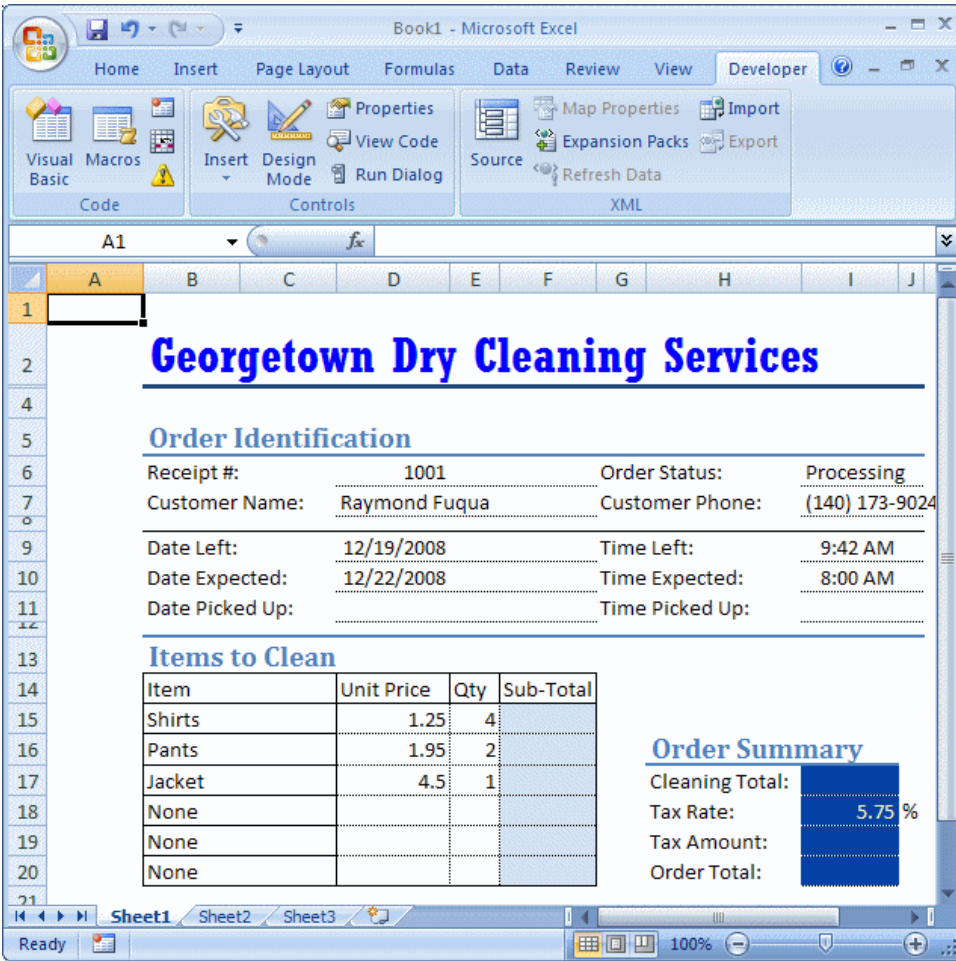 Book1 - Microsoft Excel
Home Insert Page Layout Formulas Data Review View Developer
Visual Basic Macros Insert Design Mode Properties View Code Run Dialog Source Map Properties Expansion Packs Refresh Data Import Export
Code Controls XML
A1 fx
A B C D E F G H I J
1
2 Georgetown Dry Cleaning Services
4
5 Order Identification
6 Receipt #: 1001 Order Status: Processing
7 Customer Name: Raymond Fuqua Customer Phone: (140) 173-9024
8
9 Date Left: 12/19/2008 Time Left: 9:42 AM
10 Date Expected: 12/22/2008 Time Expected: 8:00 AM
11 Date Picked Up: Time Picked Up:
12
13 Items to Clean
14 Item Unit Price Qty Sub-Total
15 Shirts 1.25 4
16 Pants 1.95 2 Order Summary
17 Jacket 4.5 1 Cleaning Total:
18 None Tax Rate: 5.75 %
19 None Tax Amount:
20 None Order Total:
21
Sheet1 Sheet2 Sheet3
Ready 100%